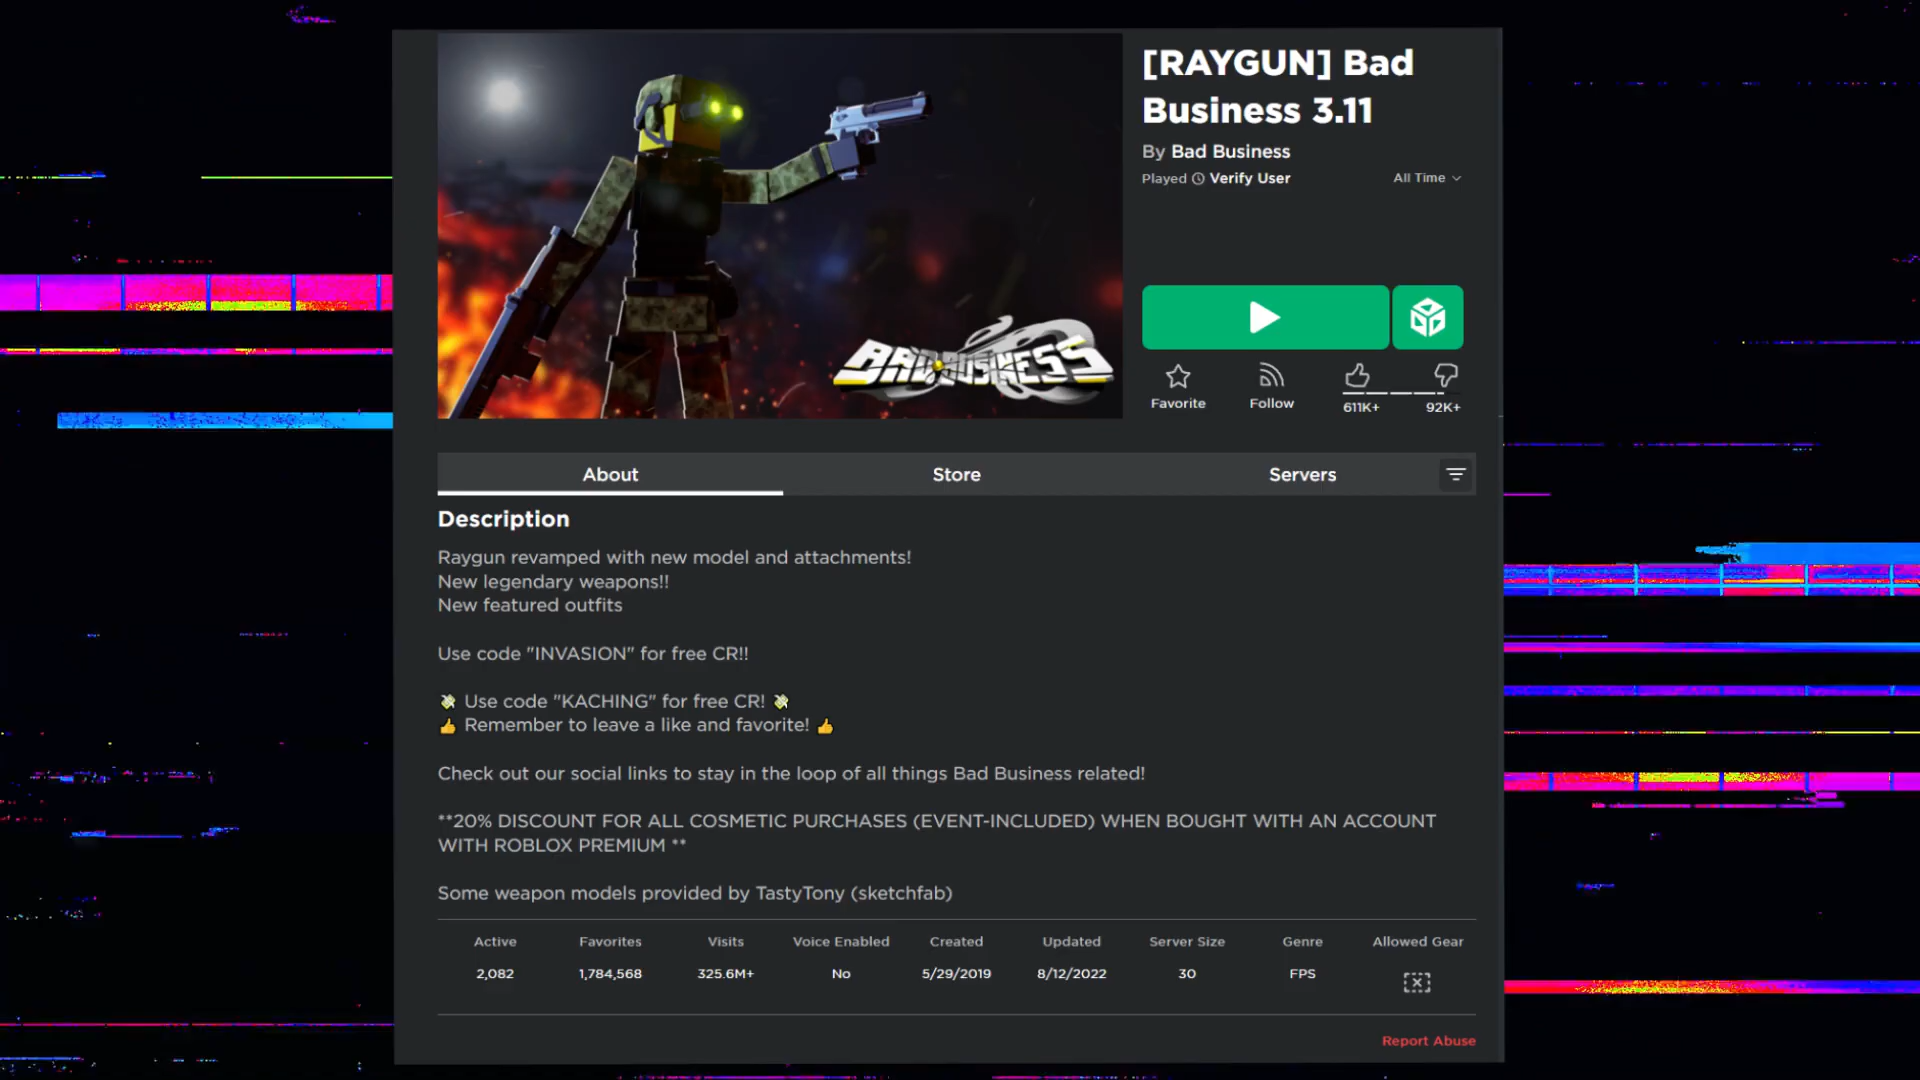 [RAYGUN] Bad
Business 3.11
By Bad Business
Played Verify User
All Time
BAD BUSINESS
Favorite
Follow
611K+
92K+
About
Store
Servers
Description
Raygun revamped with new model and attachments!
New legendary weapons!!
New featured outfits
Use code "INVASION" for free CR!!
💸 Use code "KACHING" for free CR! 💸
👍 Remember to leave a like and favorite! 👍
Check out our social links to stay in the loop of all things Bad Business related!
**20% DISCOUNT FOR ALL COSMETIC PURCHASES (EVENT-INCLUDED) WHEN BOUGHT WITH AN ACCOUNT
WITH ROBLOX PREMIUM **
Some weapon models provided by TastyTony (sketchfab)
Active Favorites Visits Voice Enabled Created Updated Server Size Genre Allowed Gear
2,082 1,784,568 325.6M+ No 5/29/2019 8/12/2022 30 FPS
Report Abuse